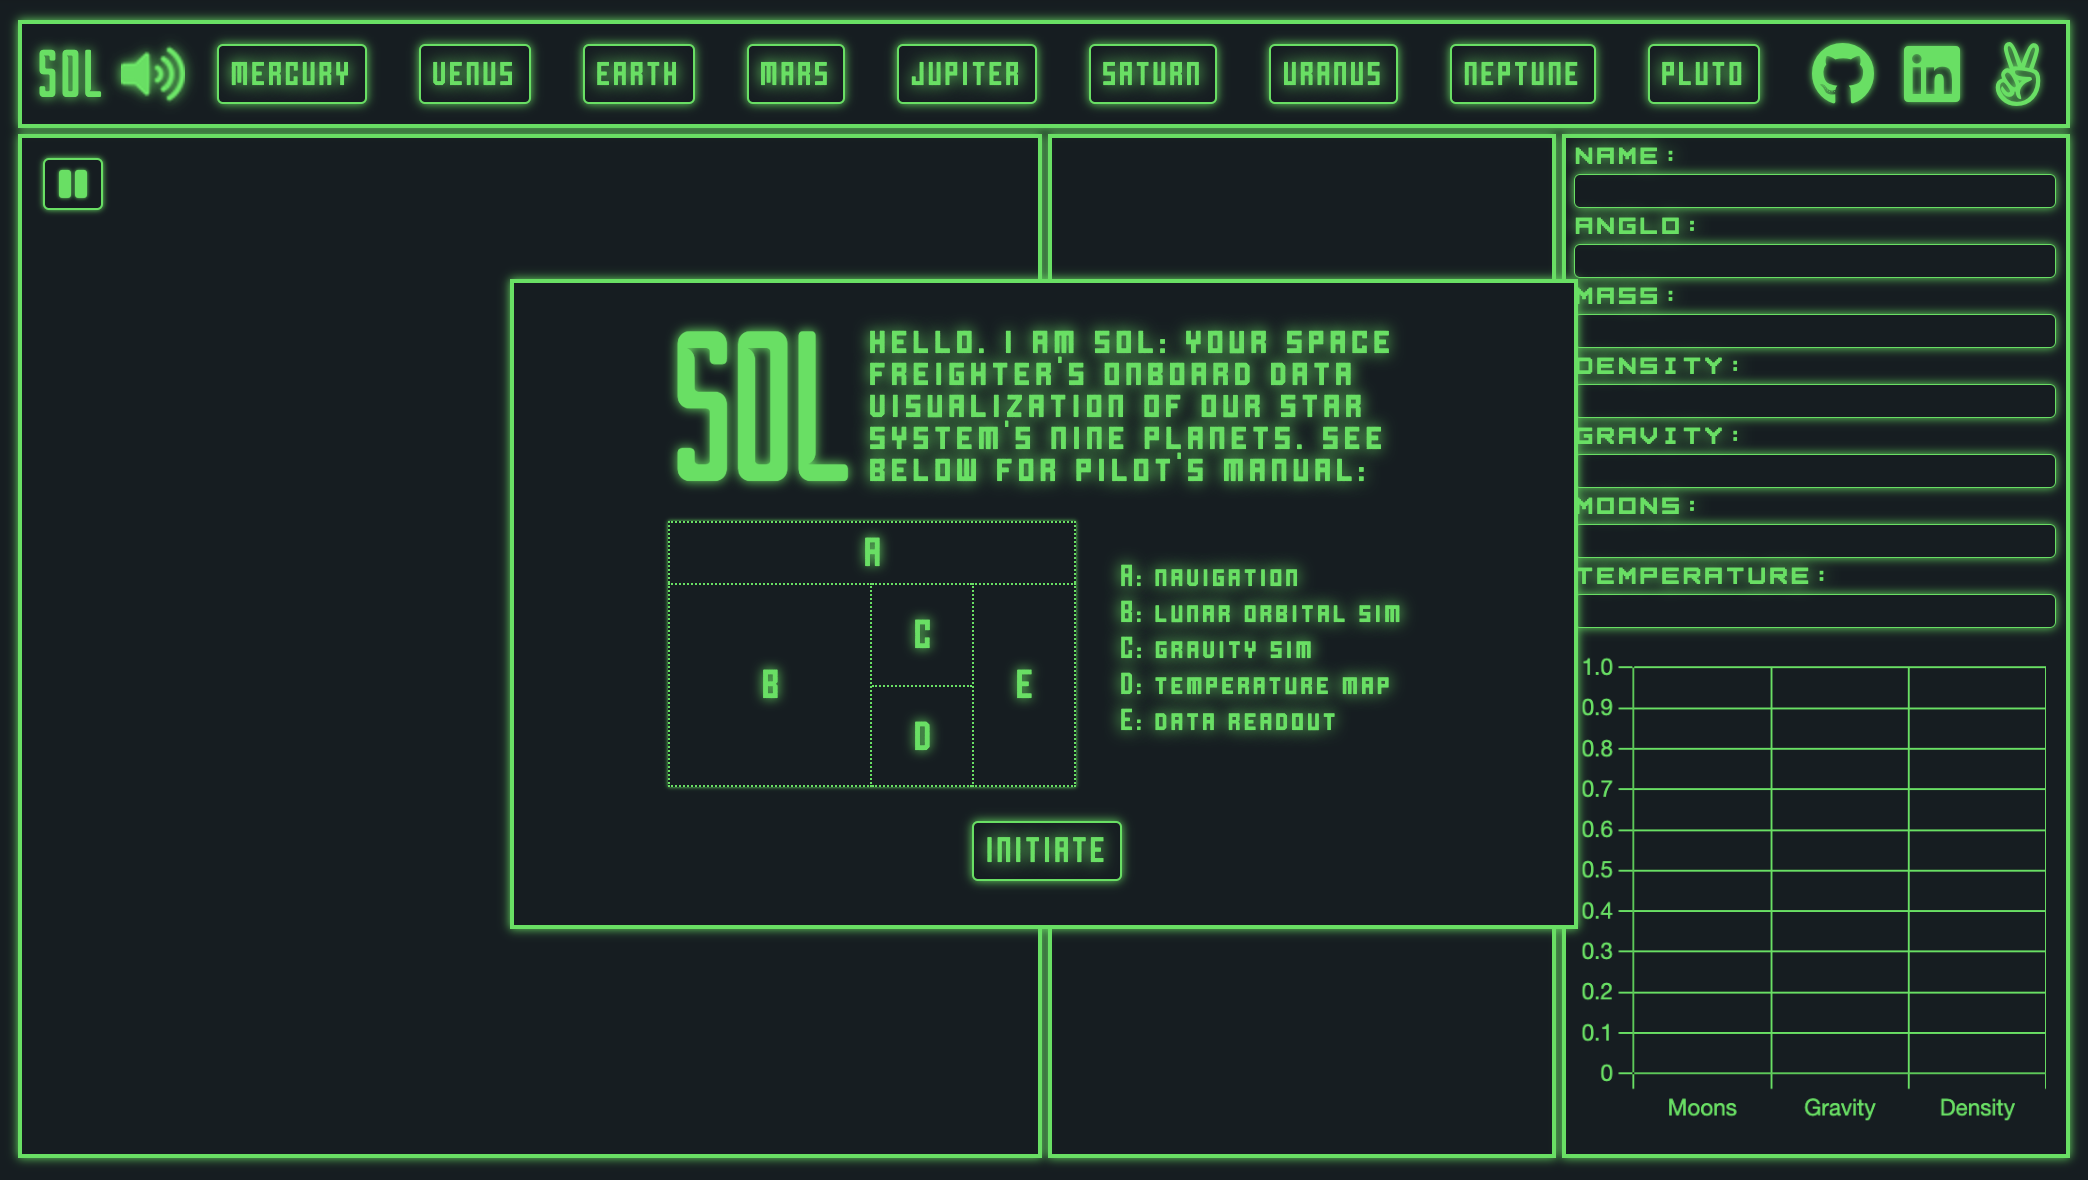 SOL
MERCURY
VENUS
EARTH
MARS
JUPITER
SATURN
URANUS
NEPTUNE
PLUTO
in
SOL
HELLO. I AM SOL: YOUR SPACE
FREIGHTER'S ONBOARD DATA
VISUALIZATION OF OUR STAR
SYSTEM'S NINE PLANETS. SEE
BELOW FOR PILOT'S MANUAL:
A
B
C
D
E
A: NAVIGATION
B: LUNAR ORBITAL SIM
C: GRAVITY SIM
D: TEMPERATURE MAP
E: DATA READOUT
INITIATE
NAME:
ANGLO:
MASS:
DENSITY:
GRAVITY:
MOONS:
TEMPERATURE:
1.0
0.9
0.8
0.7
0.6
0.5
0.4
0.3
0.2
0.1
0
Moons
Gravity
Density